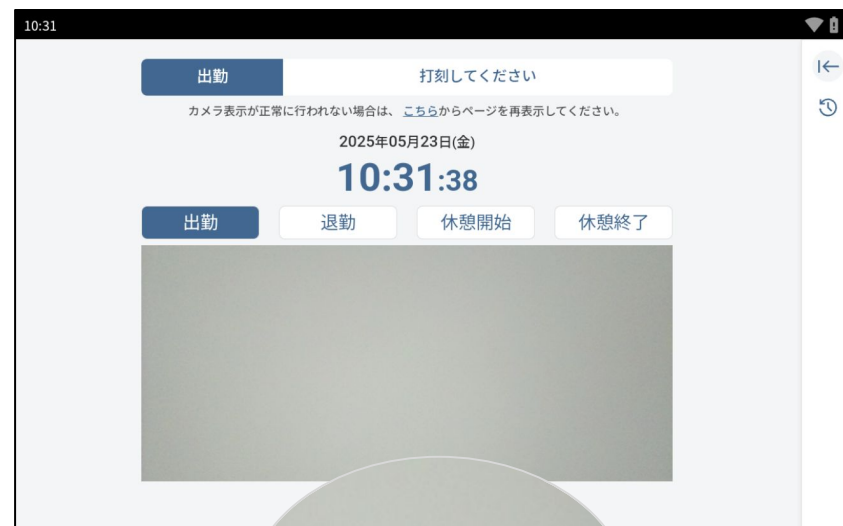 10:31
出勤 打刻してください
カメラ表示が正常に行われない場合は、 こちらからページを再表示してください。
2025年05月23日(金)
10:31:38
出勤 退勤 休憩開始 休憩終了